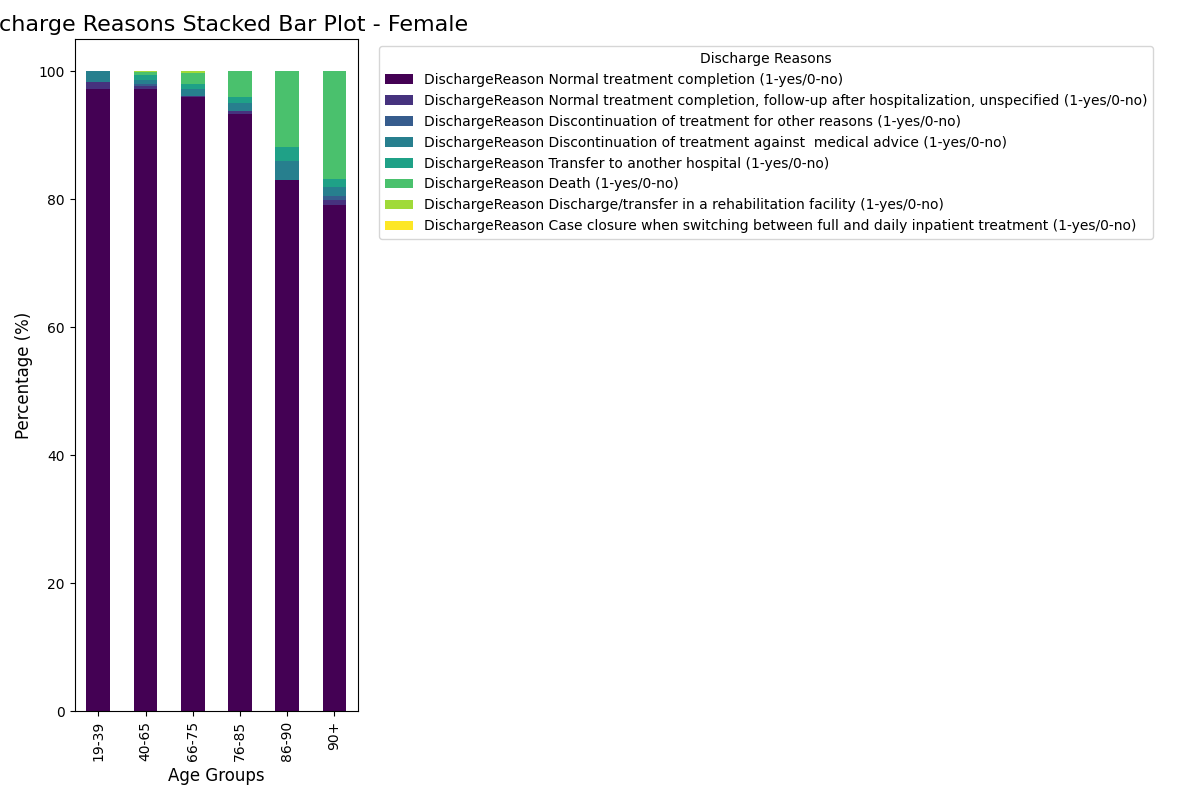 charge Reasons Stacked Bar Plot - Female
Discharge Reasons
DischargeReason Normal treatment completion (1-yes/0-no)
DischargeReason Normal treatment completion, follow-up after hospitalization, unspecified (1-yes/0-no)
DischargeReason Discontinuation of treatment for other reasons (1-yes/0-no)
DischargeReason Discontinuation of treatment against  medical advice (1-yes/0-no)
DischargeReason Transfer to another hospital (1-yes/0-no)
DischargeReason Death (1-yes/0-no)
DischargeReason Discharge/transfer in a rehabilitation facility (1-yes/0-no)
DischargeReason Case closure when switching between full and daily inpatient treatment (1-yes/0-no)
Percentage (%)
100
80
60
40
20
0
19-39
40-65
66-75
76-85
86-90
90+
Age Groups